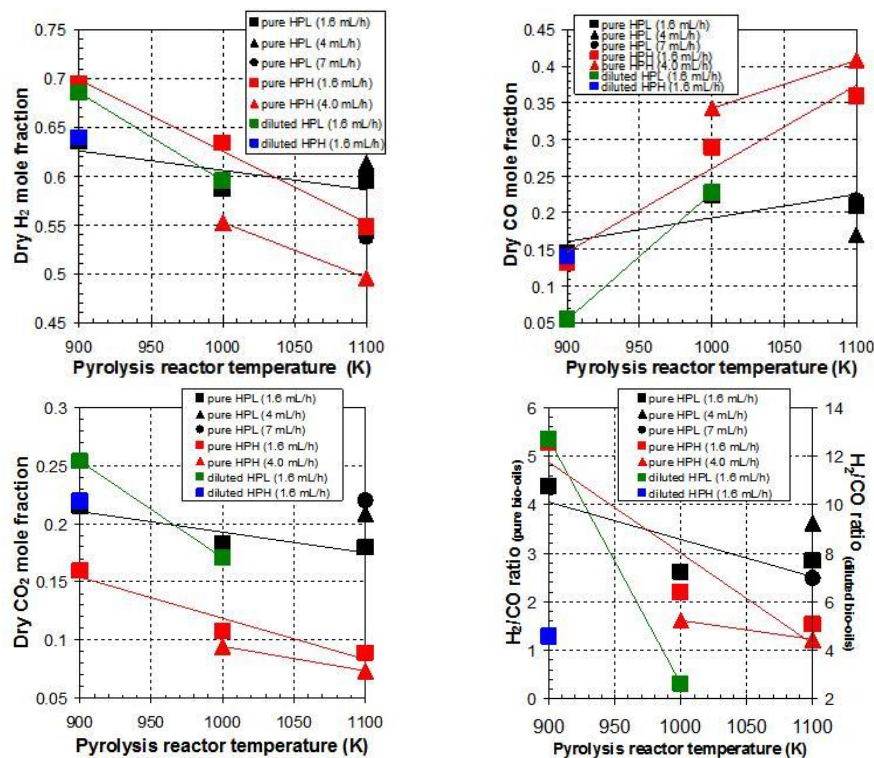 0.75
0.7
0.65
0.6
0.55
0.5
0.45
Dry H2 mole fraction
pure HPL (1.6 mL/h)
pure HPL (4 mL/h)
pure HPL (7 mL/h)
pure HPH (1.6 mL/h)
pure HPH (4.0 mL/h)
diluted HPL (1.6 mL/h)
diluted HPH (1.6 mL/h)
900 950 1000 1050 1100
Pyrolysis reactor temperature (K)
0.45
0.4
0.35
0.3
0.25
0.2
0.15
0.1
0.05
Dry CO mole fraction
pure HPL (1.6 mL/h)
pure HPL (4 mL/h)
pure HPL (7 mL/h)
pure HPH (1.6 mL/h)
pure HPH (4.0 mL/h)
diluted HPL (1.6 mL/h)
diluted HPH (1.6 mL/h)
900 950 1000 1050 1100
Pyrolysis reactor temperature (K)
0.3
0.25
0.2
0.15
0.1
0.05
Dry CO2 mole fraction
pure HPL (1.6 mL/h)
pure HPL (4 mL/h)
pure HPL (7 mL/h)
pure HPH (1.6 mL/h)
pure HPH (4.0 mL/h)
diluted HPL (1.6 mL/h)
diluted HPH (1.6 mL/h)
900 950 1000 1050 1100
Pyrolysis reactor temperature (K)
6
5
4
3
2
1
0
H2/CO ratio (pure bio-oils)
pure HPL (1.6 mL/h)
pure HPL (4 mL/h)
pure HPL (7 mL/h)
pure HPH (1.6 mL/h)
pure HPH (4.0 mL/h)
diluted HPL (1.6 mL/h)
diluted HPH (1.6 mL/h)
14
12
10
8
6
4
2
H2/CO ratio (diluted bio-oils)
900 950 1000 1050 1100
Pyrolysis reactor temperature (K)